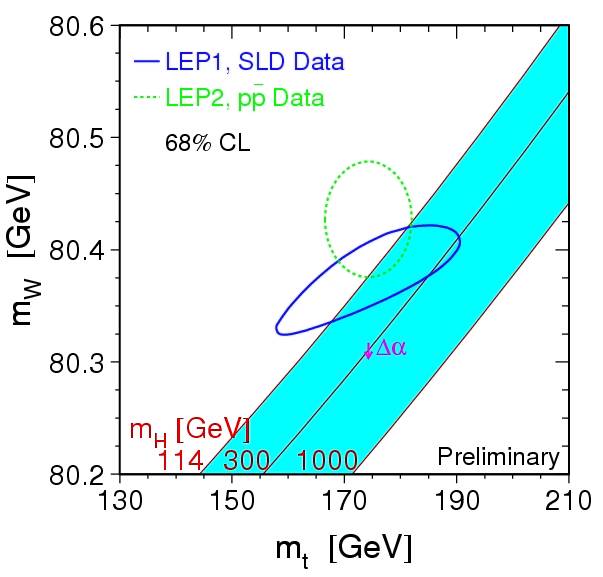 80.6
LEP1, SLD Data
LEP2, pp̄ Data
68% CL
80.5
80.4
80.3
80.2
m_W [GeV]
Δα
m_H [GeV]
114 300 1000
Preliminary
130 150 170 190 210
m_t [GeV]